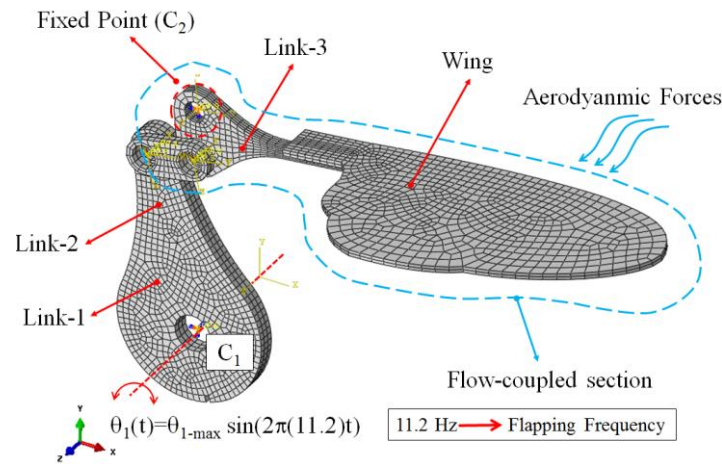 Fixed Point (C₂)
Link-3
Wing
Aerodyanmic Forces
Link-2
Link-1
C₁
Y
X
Flow-coupled section
Y
Z
X
θ₁(t)=θ₁₋ₘₐₓ sin(2π(11.2)t)
11.2 Hz Flapping Frequency